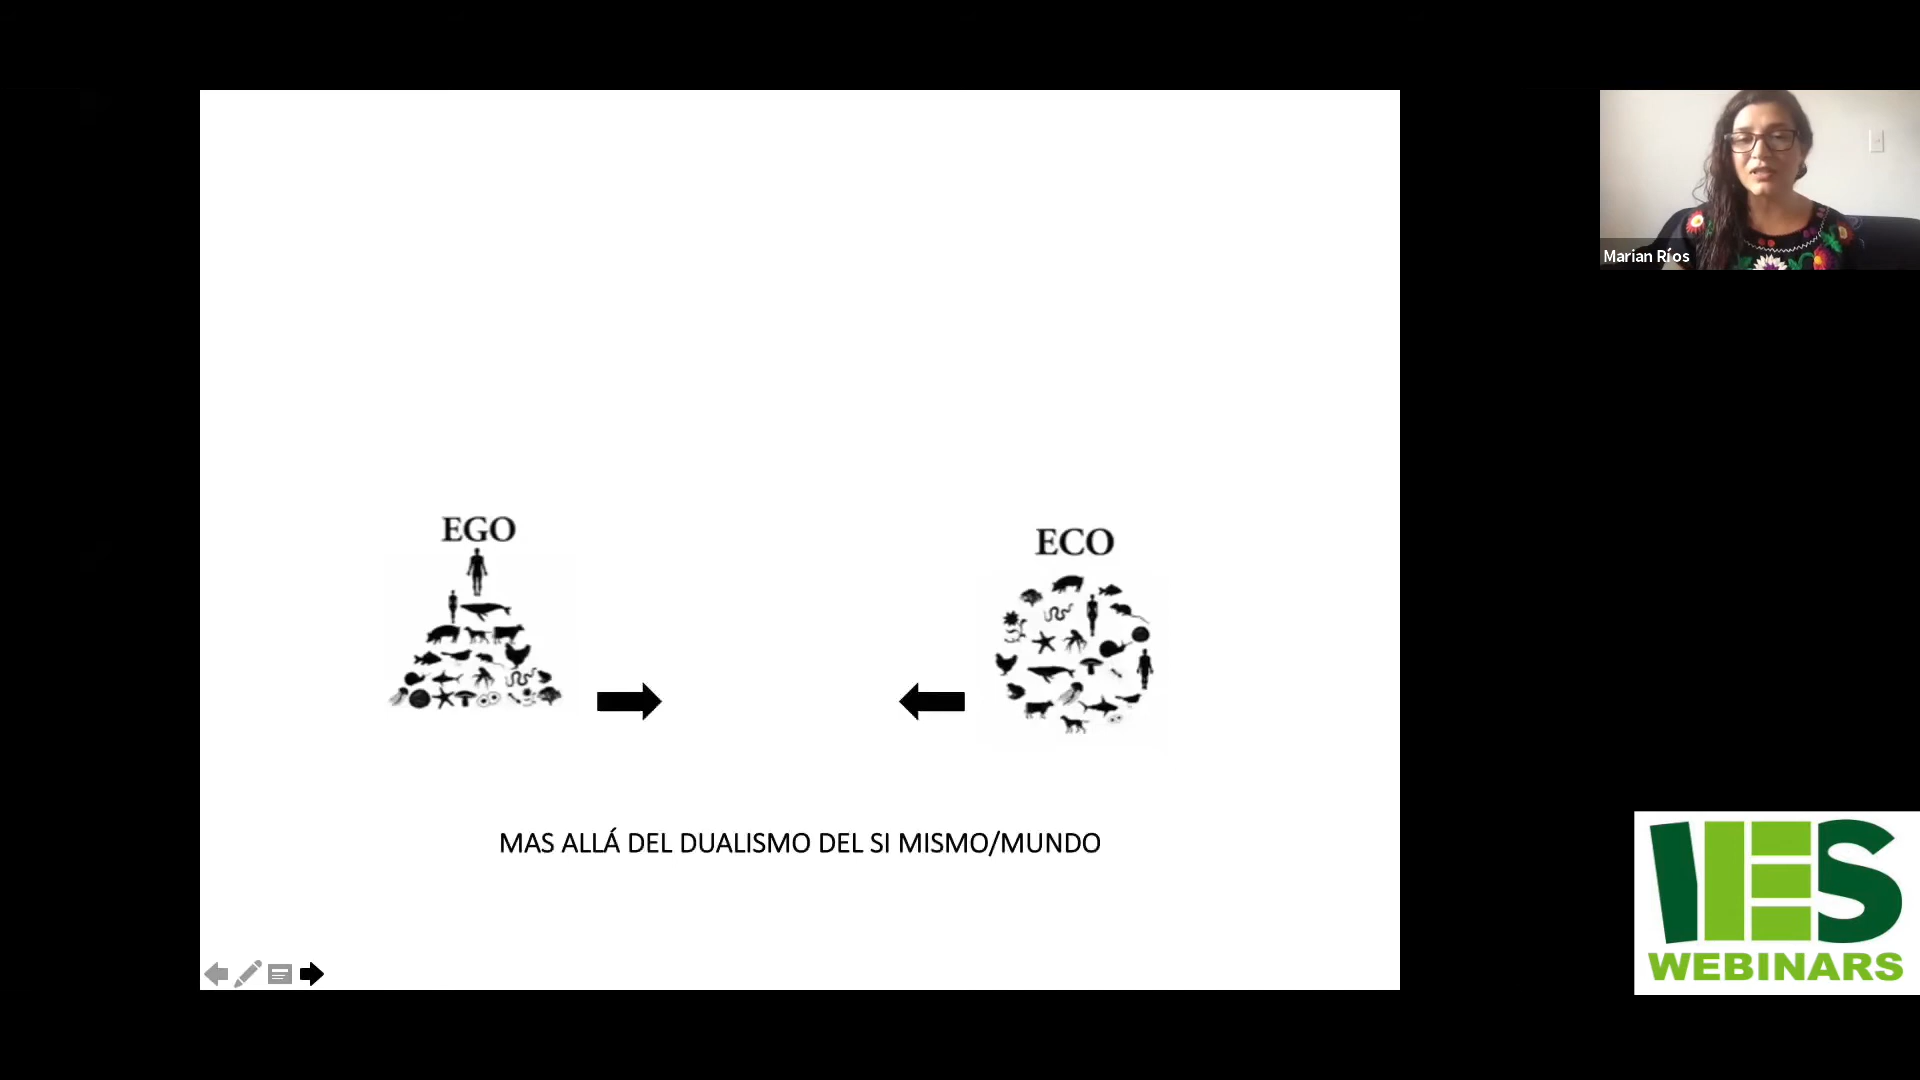 EGO
ECO
MAS ALLÁ DEL DUALISMO DEL SI MISMO/MUNDO
Marian Ríos
IES
WEBINARS